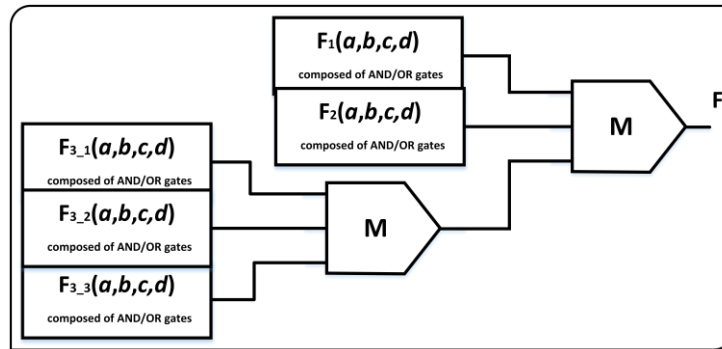 F1(a,b,c,d)
composed of AND/OR gates
F2(a,b,c,d)
composed of AND/OR gates
M
F
F3_1(a,b,c,d)
composed of AND/OR gates
F3_2(a,b,c,d)
composed of AND/OR gates
M
F3_3(a,b,c,d)
composed of AND/OR gates